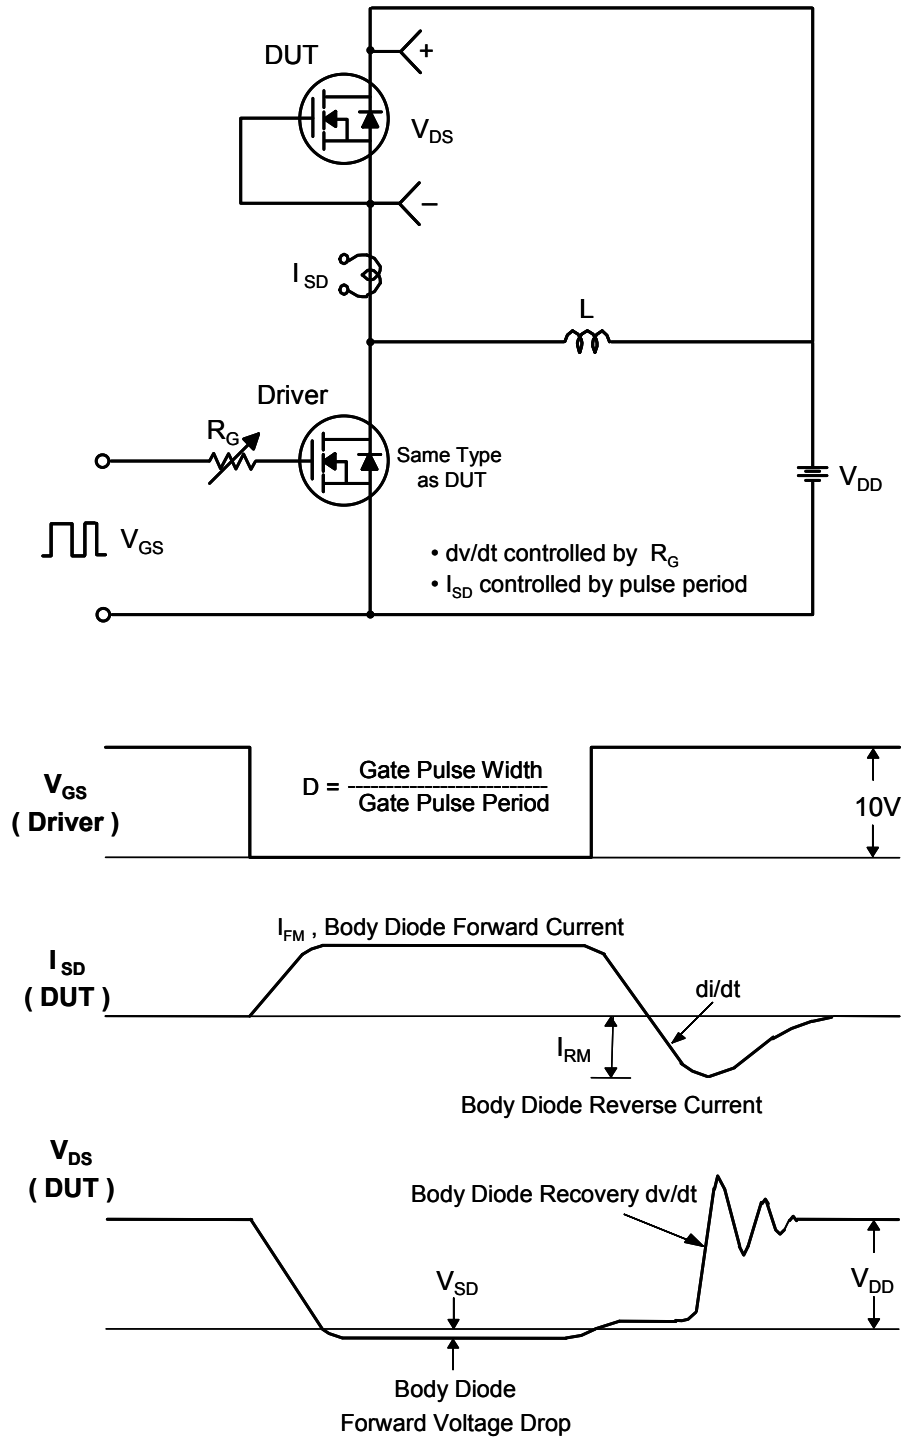 DUT
+
V_DS
−
I_SD
L
Driver
R_G
Same Type
as DUT
V_DD
V_GS
• dv/dt controlled by R_G
• I_SD controlled by pulse period
V_GS
( Driver )
D = Gate Pulse Width
Gate Pulse Period
10V
I_FM , Body Diode Forward Current
I_SD
( DUT )
di/dt
I_RM
Body Diode Reverse Current
V_DS
( DUT )
Body Diode Recovery dv/dt
V_SD
V_DD
Body Diode
Forward Voltage Drop